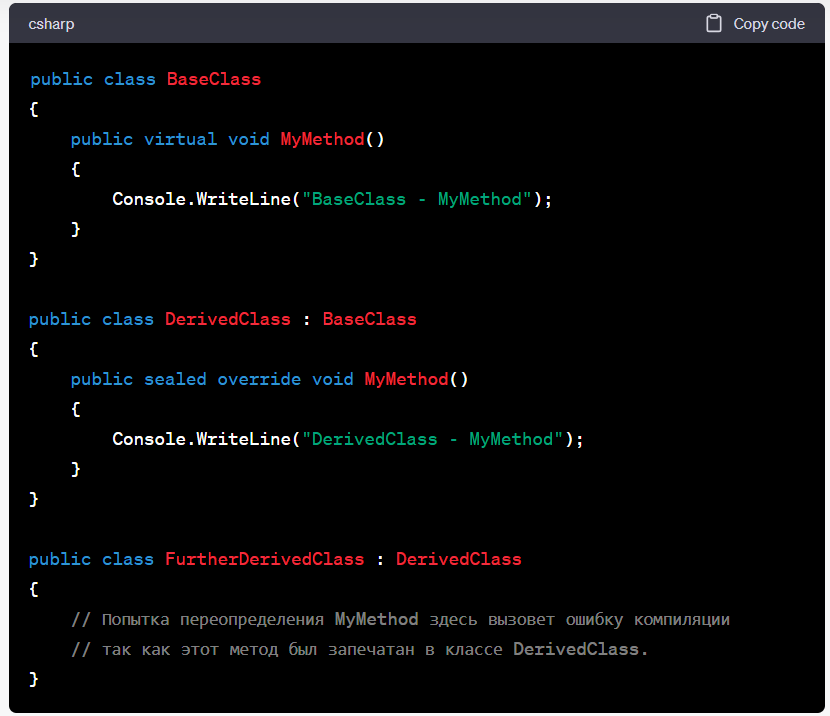 csharp
Copy code
public class BaseClass
{
    public virtual void MyMethod()
    {
        Console.WriteLine("BaseClass - MyMethod");
    }
}
public class DerivedClass : BaseClass
{
    public sealed override void MyMethod()
    {
        Console.WriteLine("DerivedClass - MyMethod");
    }
}
public class FurtherDerivedClass : DerivedClass
{
    // Попытка переопределения MyMethod здесь вызовет ошибку компиляции
    // так как этот метод был запечатан в классе DerivedClass.
}